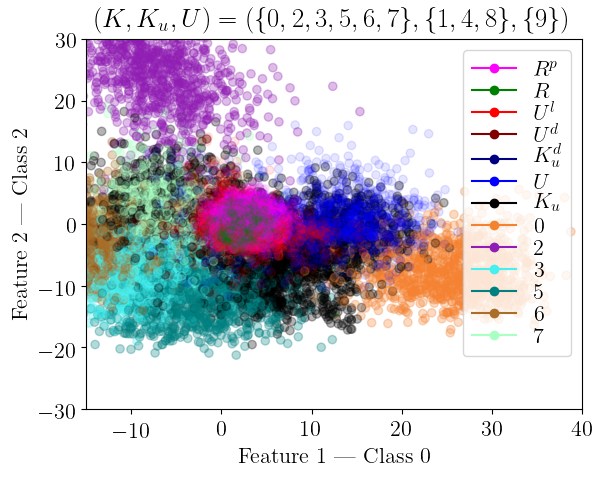 (K, K_u, U) = ({0, 2, 3, 5, 6, 7}, {1, 4, 8}, {9})
30
20
10
0
−10
−20
−30
Feature 2 — Class 2
R^p
R
U^l
U^d
K_u^d
U
K_u
0
2
3
5
6
7
−10
0
10
20
30
40
Feature 1 — Class 0